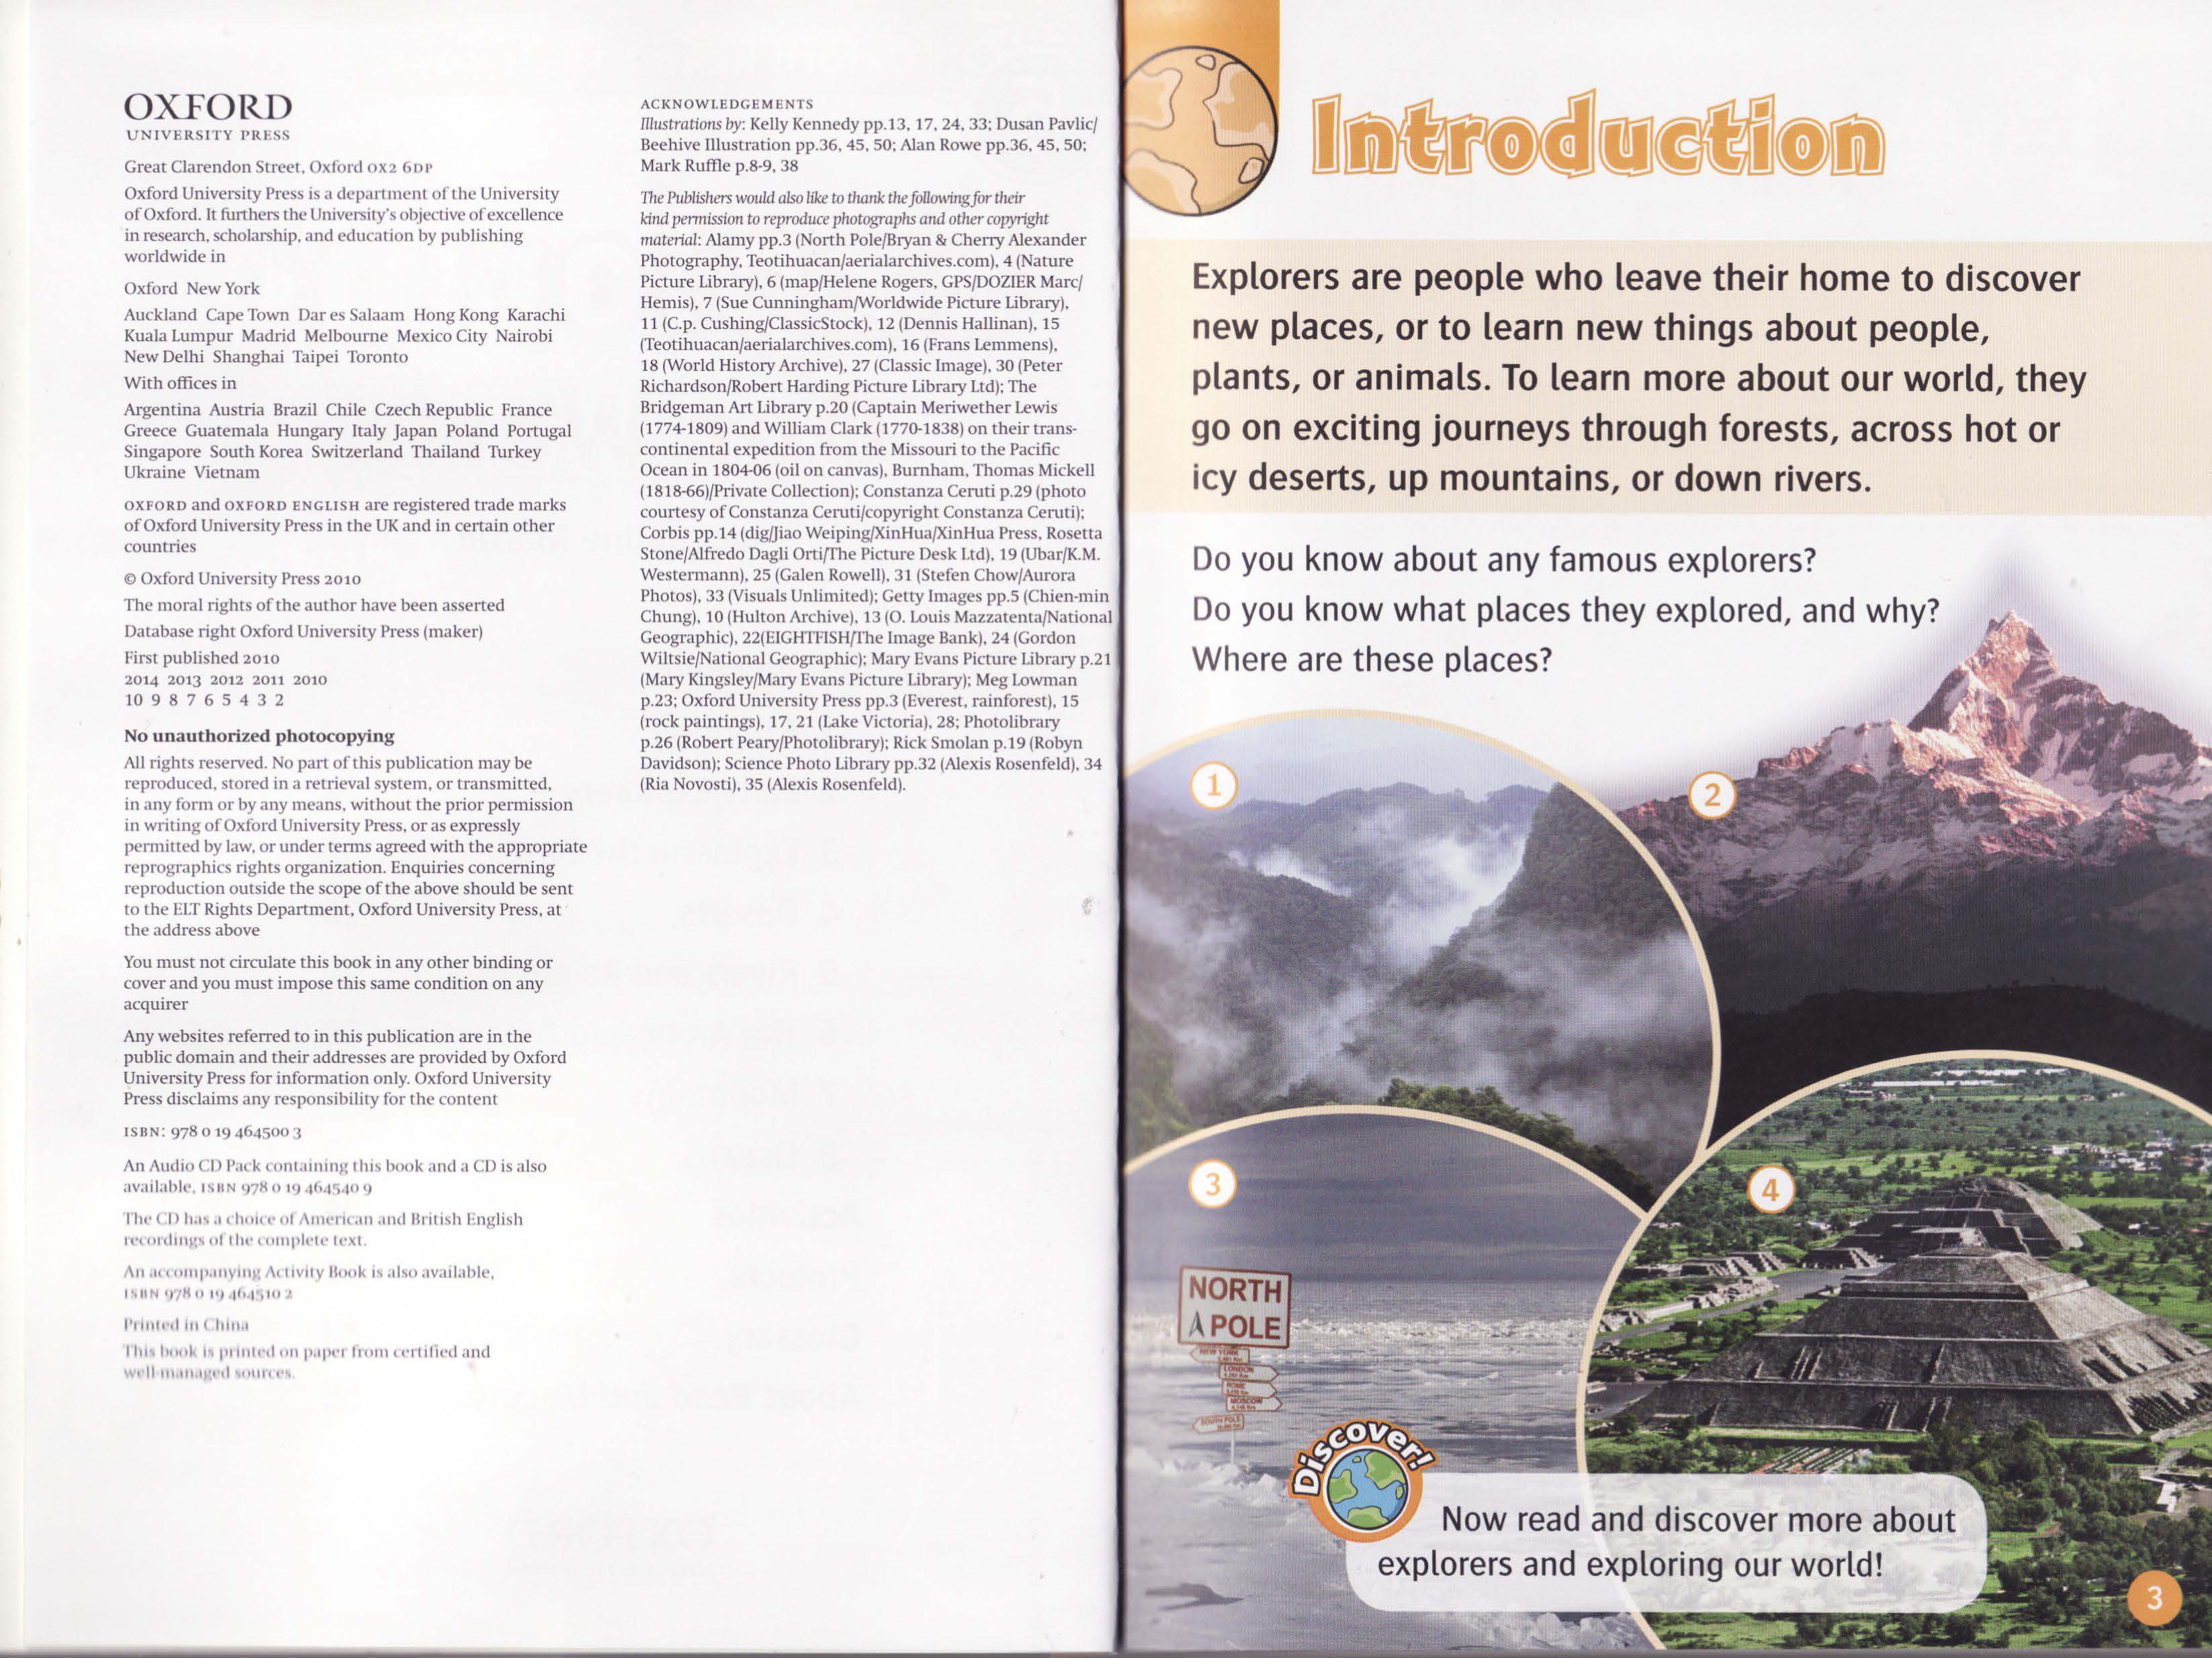 OXFORD
UNIVERSITY PRESS
Great Clarendon Street, Oxford OX2 6DP
Oxford University Press is a department of the University
of Oxford. It furthers the University's objective of excellence
in research, scholarship, and education by publishing
worldwide in
Oxford New York
Auckland Cape Town Dar es Salaam Hong Kong Karachi
Kuala Lumpur Madrid Melbourne Mexico City Nairobi
New Delhi Shanghai Taipei Toronto
With offices in
Argentina Austria Brazil Chile Czech Republic France
Greece Guatemala Hungary Italy Japan Poland Portugal
Singapore South Korea Switzerland Thailand Turkey
Ukraine Vietnam
OXFORD and OXFORD ENGLISH are registered trade marks
of Oxford University Press in the UK and in certain other
countries
© Oxford University Press 2010
The moral rights of the author have been asserted
Database right Oxford University Press (maker)
First published 2010
2014 2013 2012 2011 2010
10 9 8 7 6 5 4 3 2
No unauthorized photocopying
All rights reserved. No part of this publication may be
reproduced, stored in a retrieval system, or transmitted,
in any form or by any means, without the prior permission
in writing of Oxford University Press, or as expressly
permitted by law, or under terms agreed with the appropriate
reprographics rights organization. Enquiries concerning
reproduction outside the scope of the above should be sent
to the ELT Rights Department, Oxford University Press, at
the address above
You must not circulate this book in any other binding or
cover and you must impose this same condition on any
acquirer
Any websites referred to in this publication are in the
public domain and their addresses are provided by Oxford
University Press for information only. Oxford University
Press disclaims any responsibility for the content
ISBN: 978 0 19 464500 3
An Audio CD Pack containing this book and a CD is also
available, ISBN 978 0 19 464540 9
The CD has a choice of American and British English
recordings of the complete text.
An accompanying Activity Book is also available,
ISBN 978 0 19 464510 2
Printed in China
This book is printed on paper from certified and
well-managed sources.
ACKNOWLEDGEMENTS
Illustrations by: Kelly Kennedy pp.13, 17, 24, 33; Dusan Pavlic/
Beehive Illustration pp.36, 45, 50; Alan Rowe pp.36, 45, 50;
Mark Ruffle p.8-9, 38
The Publishers would also like to thank the following for their
kind permission to reproduce photographs and other copyright
material: Alamy pp.3 (North Pole/Bryan & Cherry Alexander
Photography, Teotihuacan/aerialarchives.com), 4 (Nature
Picture Library), 6 (map/Helene Rogers, GPS/DOZIER Marc/
Hemis), 7 (Sue Cunningham/Worldwide Picture Library),
11 (C.p. Cushing/ClassicStock), 12 (Dennis Hallinan), 15
(Teotihuacan/aerialarchives.com), 16 (Frans Lemmens),
18 (World History Archive), 27 (Classic Image), 30 (Peter
Richardson/Robert Harding Picture Library Ltd); The
Bridgeman Art Library p.20 (Captain Meriwether Lewis
(1774-1809) and William Clark (1770-1838) on their trans-
continental expedition from the Missouri to the Pacific
Ocean in 1804-06 (oil on canvas), Burnham, Thomas Mickell
(1818-66)/Private Collection); Constanza Ceruti p.29 (photo
courtesy of Constanza Ceruti/copyright Constanza Ceruti);
Corbis pp.14 (dig/Jiao Weiping/XinHua/XinHua Press, Rosetta
Stone/Alfredo Dagli Orti/The Picture Desk Ltd), 19 (Ubar/K.M.
Westermann), 25 (Galen Rowell), 31 (Stefen Chow/Aurora
Photos), 33 (Visuals Unlimited); Getty Images pp.5 (Chien-min
Chung), 10 (Hulton Archive), 13 (O. Louis Mazzatenta/National
Geographic), 22(EIGHTFISH/The Image Bank), 24 (Gordon
Wiltsie/National Geographic); Mary Evans Picture Library p.21
(Mary Kingsley/Mary Evans Picture Library); Meg Lowman
p.23; Oxford University Press pp.3 (Everest, rainforest), 15
(rock paintings), 17, 21 (Lake Victoria), 28; Photolibrary
p.26 (Robert Peary/Photolibrary); Rick Smolan p.19 (Robyn
Davidson); Science Photo Library pp.32 (Alexis Rosenfeld), 34
(Ria Novosti), 35 (Alexis Rosenfeld).
Introduction
Explorers are people who leave their home to discover
new places, or to learn new things about people,
plants, or animals. To learn more about our world, they
go on exciting journeys through forests, across hot or
icy deserts, up mountains, or down rivers.
Do you know about any famous explorers?
Do you know what places they explored, and why?
Where are these places?
1
2
3
4
NORTH
POLE
NEW YORK
LONDON
ROME
MOSCOW
SOUTH POLE
Discover!
Now read and discover more about
explorers and exploring our world!
3